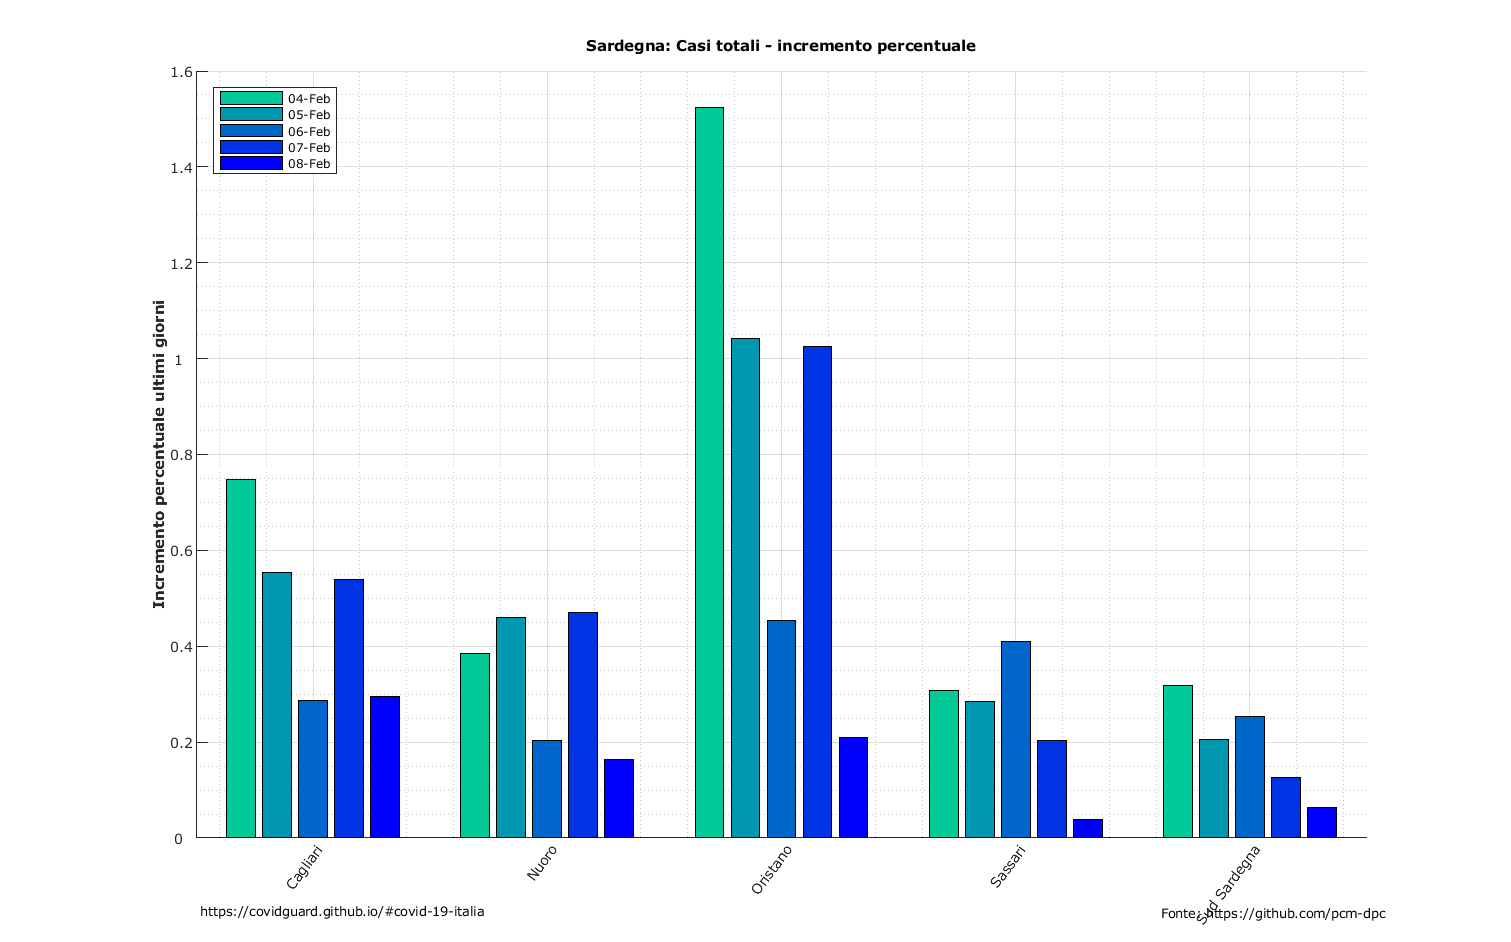 Sardegna: Casi totali - incremento percentuale
Incremento percentuale ultimi giorni
1.6
1.4
1.2
1
0.8
0.6
0.4
0.2
0
04-Feb
05-Feb
06-Feb
07-Feb
08-Feb
Cagliari
Nuoro
Oristano
Sassari
Sud Sardegna
https://covidguard.github.io/#covid-19-italia
Fonte: https://github.com/pcm-dpc